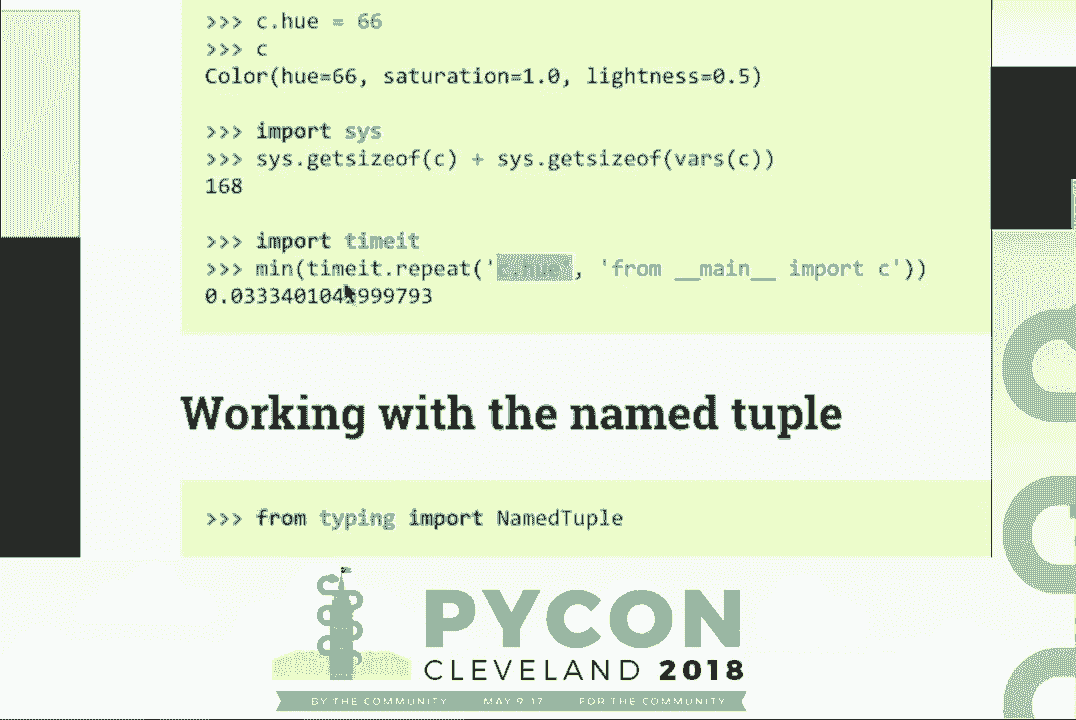 >>> c.hue = 66
>>> c
Color(hue=66, saturation=1.0, lightness=0.5)
>>> import sys
>>> sys.getsizeof(c) + sys.getsizeof(vars(c))
168
>>> import timeit
>>> min(timeit.repeat('c.hue', 'from __main__ import c'))
Working with the named tuple
>>> from typing import NamedTuple
PYCON
CLEVELAND 2018
BY THE COMMUNITY MAY 9-17 FOR THE COMMUNITY